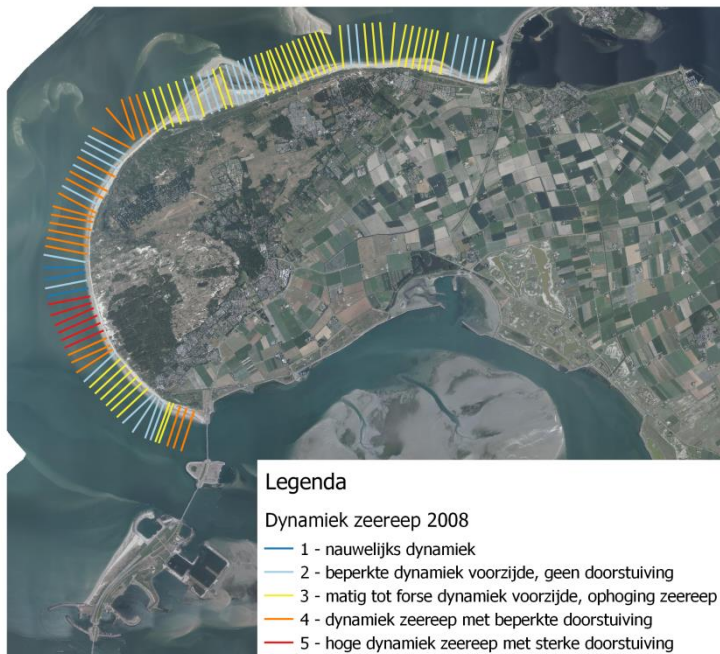 Legenda
Dynamiek zeereep 2008
1 - nauwelijks dynamiek
2 - beperkte dynamiek voorzijde, geen doorstuiving
3 - matig tot forse dynamiek voorzijde, ophoging zeereep
4 - dynamiek zeereep met beperkte doorstuiving
5 - hoge dynamiek zeereep met sterke doorstuiving